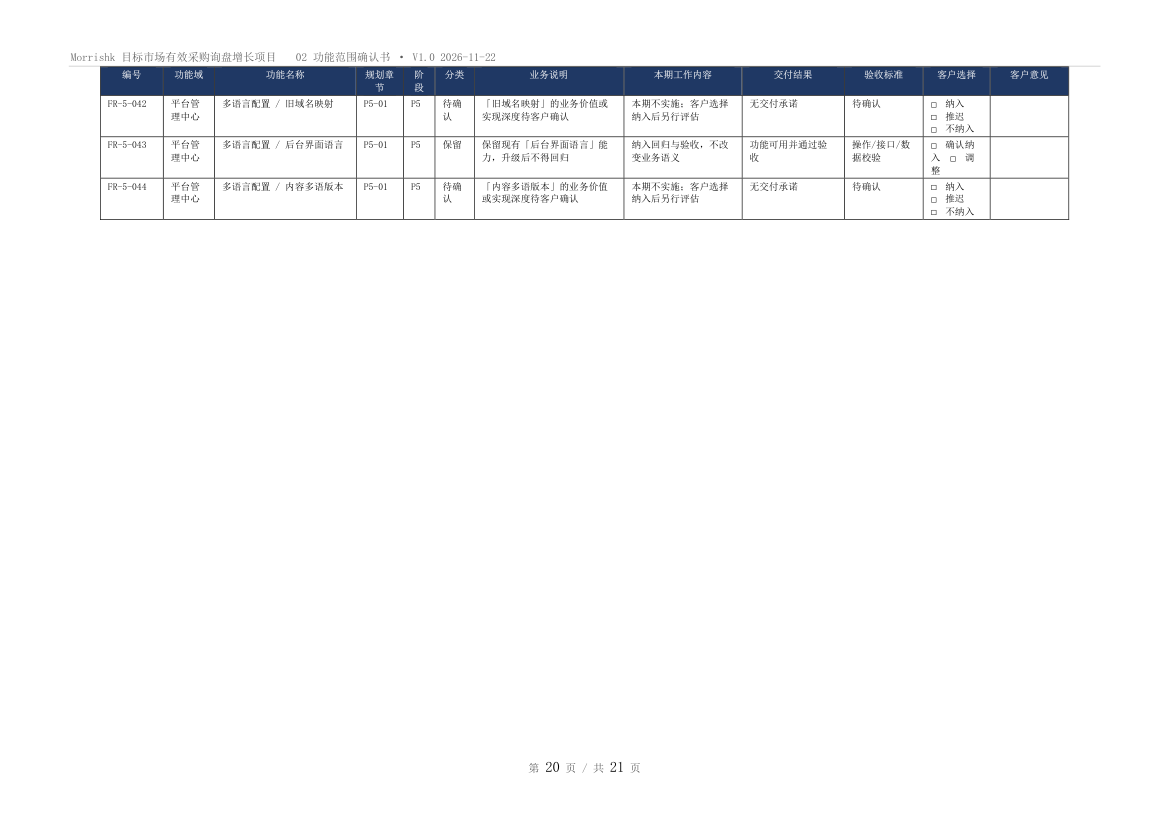 Morrishk 目标市场有效采购询盘增长项目 02 功能范围确认书 • V1.0 2026-11-22
编号 功能域 功能名称 规划章节 阶段 分类 业务说明 本期工作内容 交付结果 验收标准 客户选择 客户意见
FR-5-042 平台管理中心 多语言配置 / 旧域名映射 P5-01 P5 待确认 「旧域名映射」的业务价值或实现深度待客户确认 本期不实施；客户选择纳入后另行评估 无交付承诺 待确认 □ 纳入 □ 推迟 □ 不纳入
FR-5-043 平台管理中心 多语言配置 / 后台界面语言 P5-01 P5 保留 保留现有「后台界面语言」能力，升级后不得回归 纳入回归与验收，不改变业务语义 功能可用并通过验收 操作/接口/数据校验 □ 确认纳入 □ 调整
FR-5-044 平台管理中心 多语言配置 / 内容多语版本 P5-01 P5 待确认 「内容多语版本」的业务价值或实现深度待客户确认 本期不实施；客户选择纳入后另行评估 无交付承诺 待确认 □ 纳入 □ 推迟 □ 不纳入
第 20 页 / 共 21 页